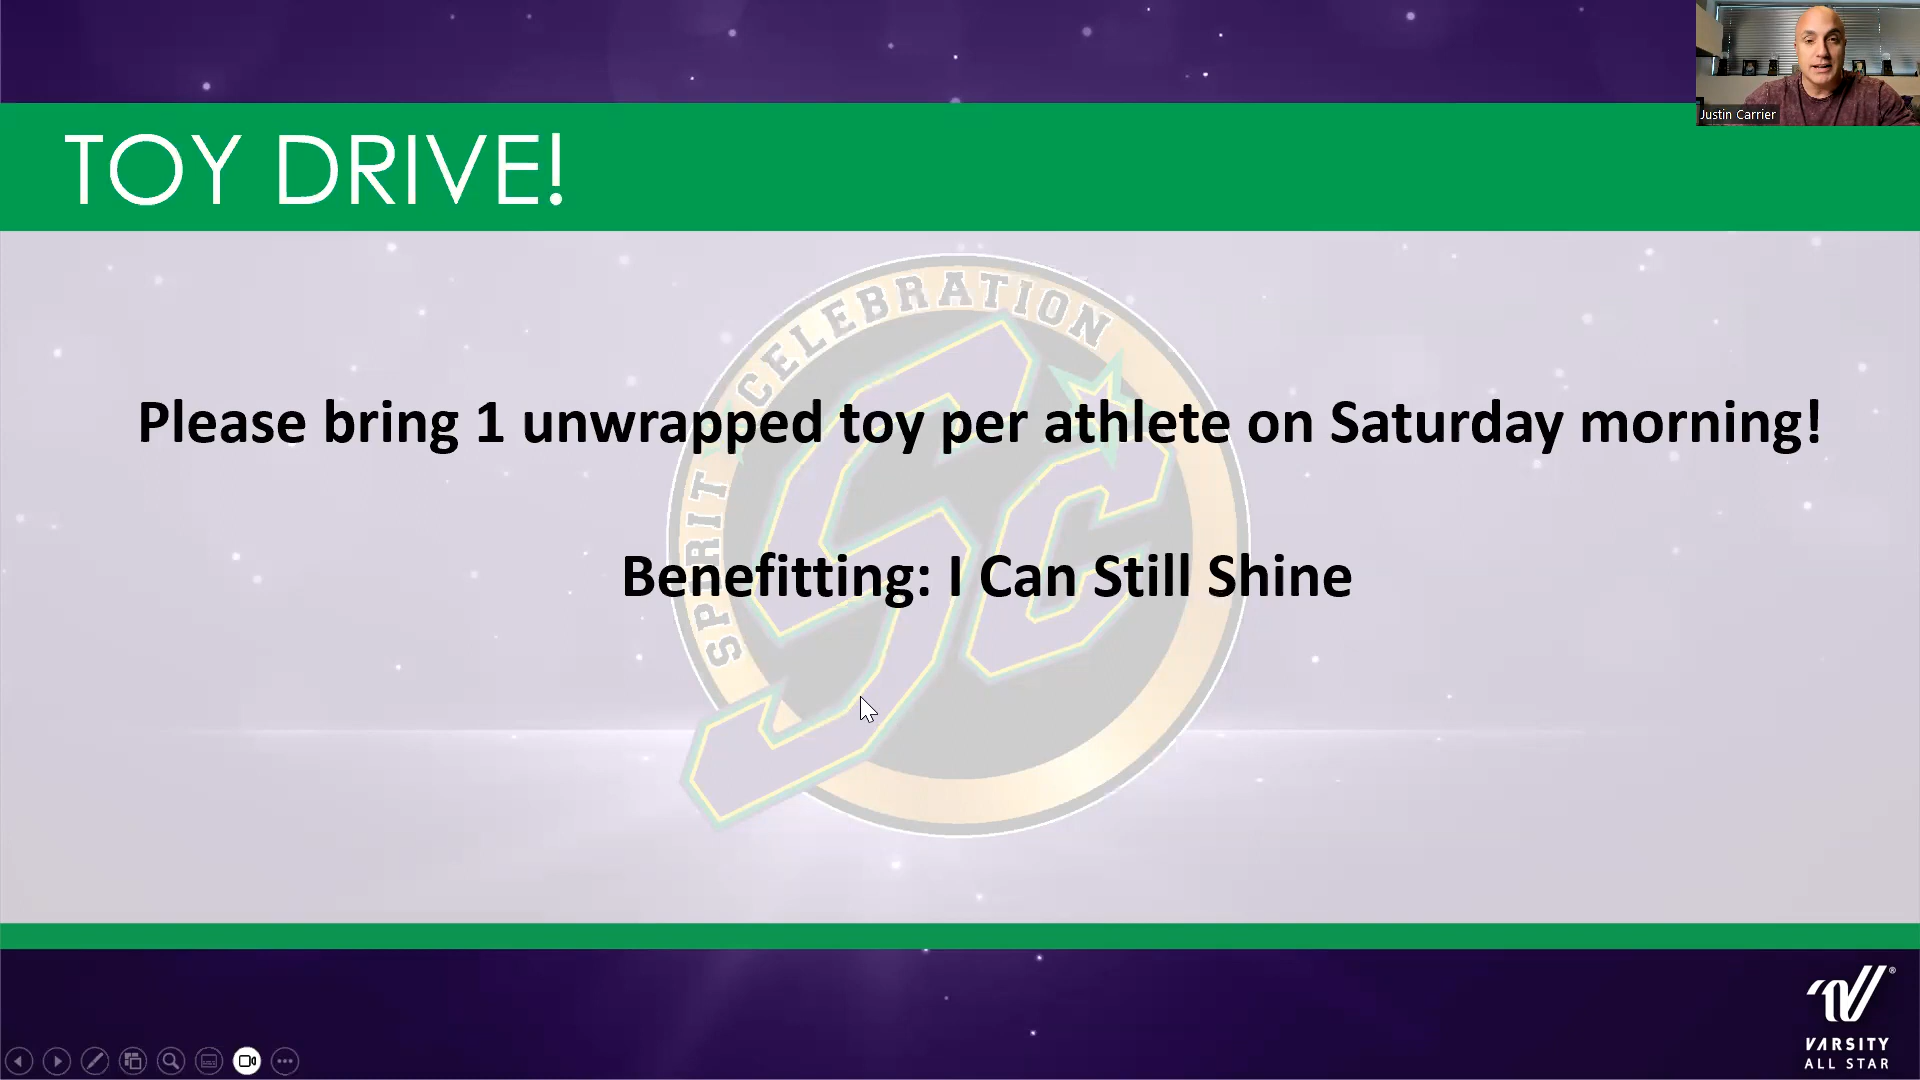 Justin Carrier
TOY DRIVE!
SPIRIT CELEBRATION
SC
Please bring 1 unwrapped toy per athlete on Saturday morning!
Benefitting: I Can Still Shine
VARSITY
ALL STAR